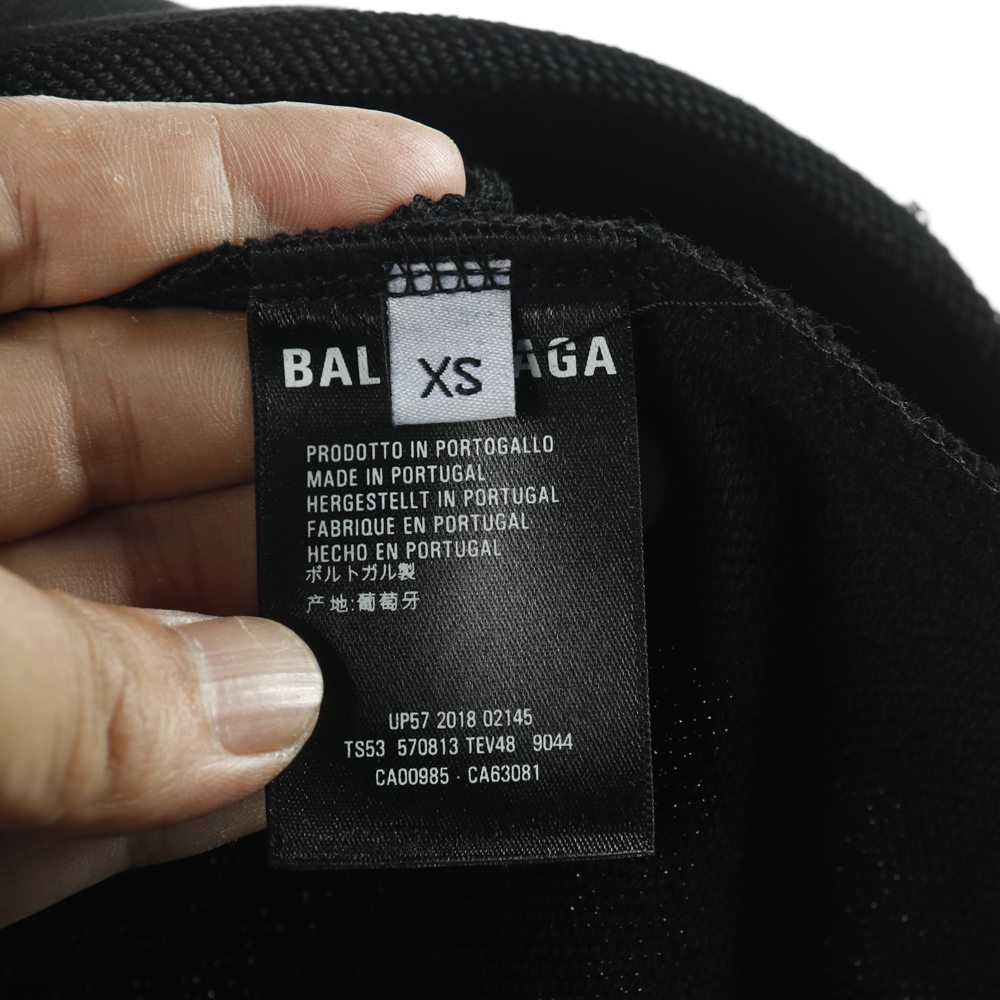 BAL AGA
XS
PRODOTTO IN PORTOGALLO
MADE IN PORTUGAL
HERGESTELLT IN PORTUGAL
FABRIQUE EN PORTUGAL
HECHO EN PORTUGAL
ポルトガル製
产地:葡萄牙
UP57 2018 02145
TS53 570813 TEV48 9044
CA00985 - CA63081